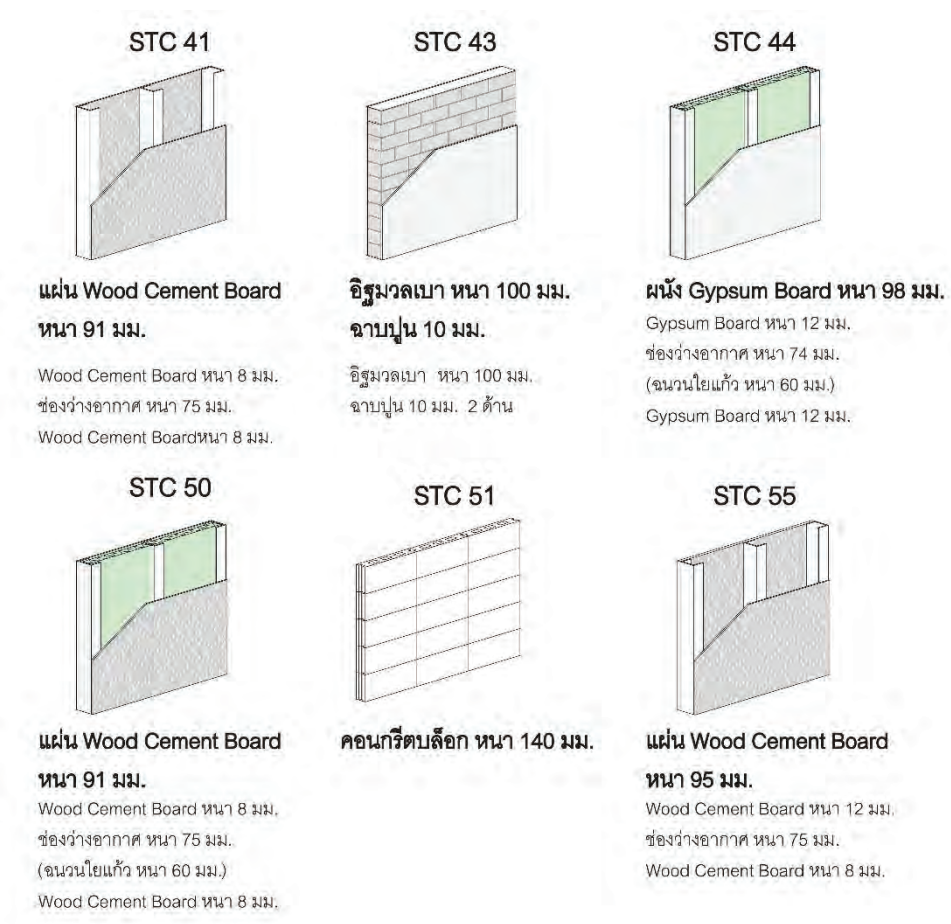 STC 41
STC 43
STC 44
แผ่น Wood Cement Board
หนา 91 มม.
Wood Cement Board หนา 8 มม.
ช่องว่างอากาศ หนา 75 มม.
Wood Cement Boardหนา 8 มม.
อิฐมวลเบา หนา 100 มม.
ฉาบปูน 10 มม.
อิฐมวลเบา หนา 100 มม.
ฉาบปูน 10 มม. 2 ด้าน
ผนัง Gypsum Board หนา 98 มม.
Gypsum Board หนา 12 มม.
ช่องว่างอากาศ หนา 74 มม.
(ฉนวนใยแก้ว หนา 60 มม.)
Gypsum Board หนา 12 มม.
STC 50
STC 51
STC 55
แผ่น Wood Cement Board
หนา 91 มม.
Wood Cement Board หนา 8 มม.
ช่องว่างอากาศ หนา 75 มม.
(ฉนวนใยแก้ว หนา 60 มม.)
Wood Cement Board หนา 8 มม.
คอนกรีตบล็อก หนา 140 มม.
แผ่น Wood Cement Board
หนา 95 มม.
Wood Cement Board หนา 12 มม.
ช่องว่างอากาศ หนา 75 มม.
Wood Cement Board หนา 8 มม.